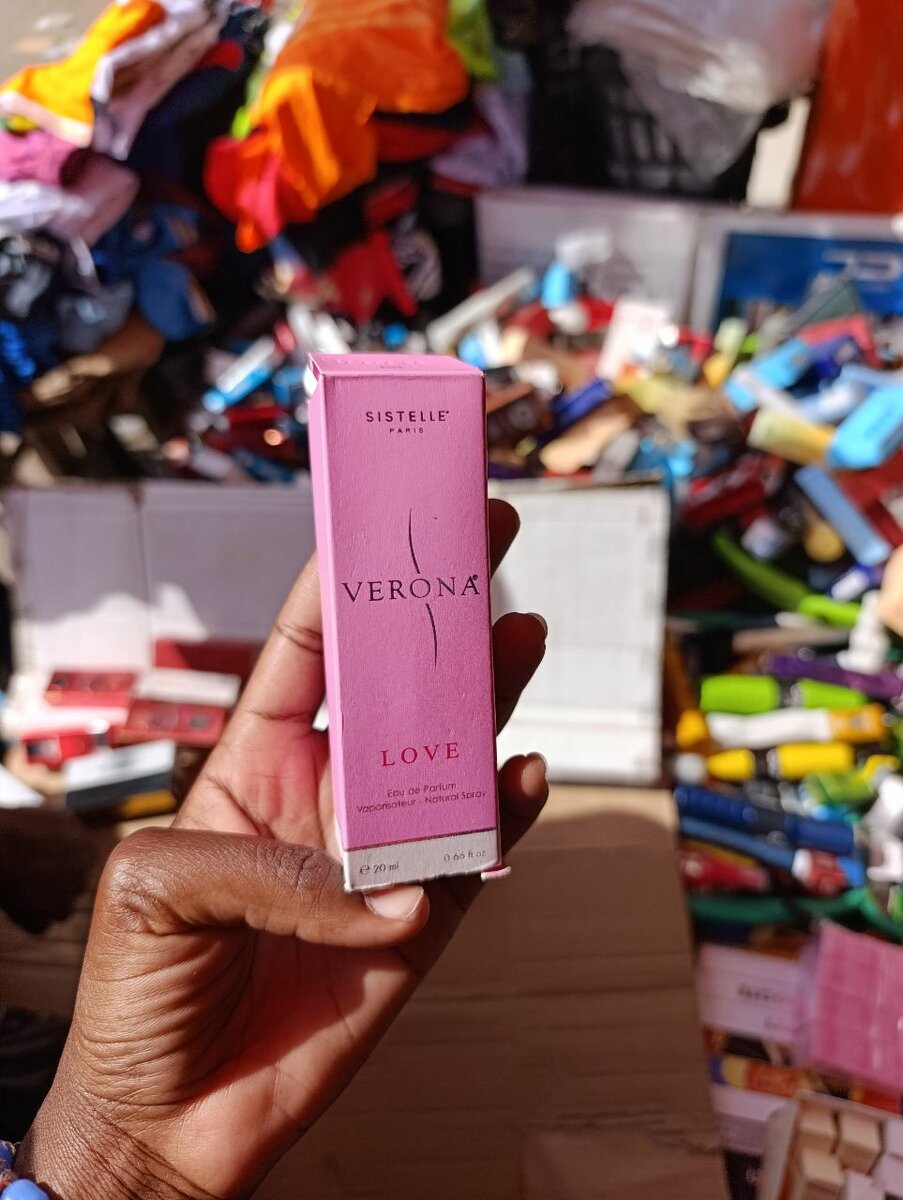 SISTELLE®
PARIS
VERONA®
LOVE
Eau de Parfum
Vaporisateur - Natural Spray
℮ 20 ml 0.66 fl oz